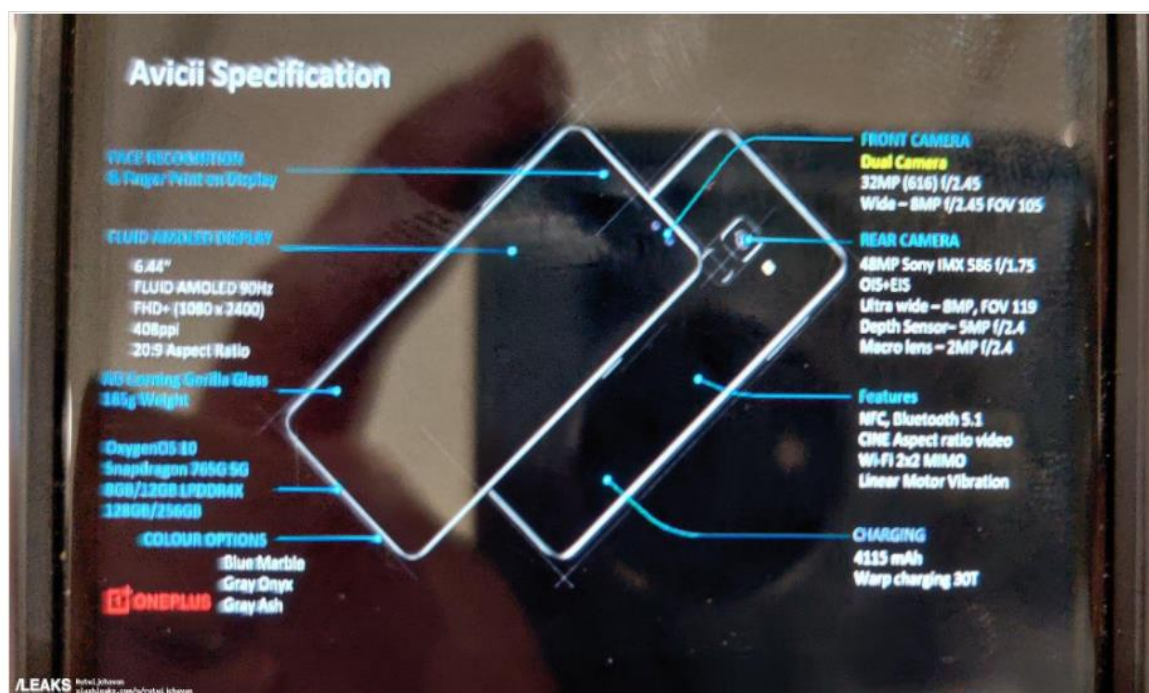 Avicii Specification
FACE RECOGNITION
& Finger Print on Display
FLUID AMOLED DISPLAY
6.44"
FLUID AMOLED 90Hz
FHD+ (1080 x 2400)
408ppi
20:9 Aspect Ratio
AG Corning Gorilla Glass
185g Weight
OxygenOS 10
Snapdragon 765G 5G
8GB/12GB LPDDR4X
128GB/256GB
COLOUR OPTIONS
Blue Marble
Gray Onyx
Gray Ash
ONEPLUS
FRONT CAMERA
Dual Camera
32MP (616) f/2.45
Wide – 8MP f/2.45 FOV 105
REAR CAMERA
48MP Sony IMX 586 f/1.75
OIS+EIS
Ultra wide – 8MP, FOV 119
Depth Sensor– 5MP f/2.4
Macro lens – 2MP f/2.4
Features
NFC, Bluetooth 5.1
CINE Aspect ratio video
Wi-Fi 2x2 MIMO
Linear Motor Vibration
CHARGING
4115 mAh
Warp charging 30T
/LEAKS